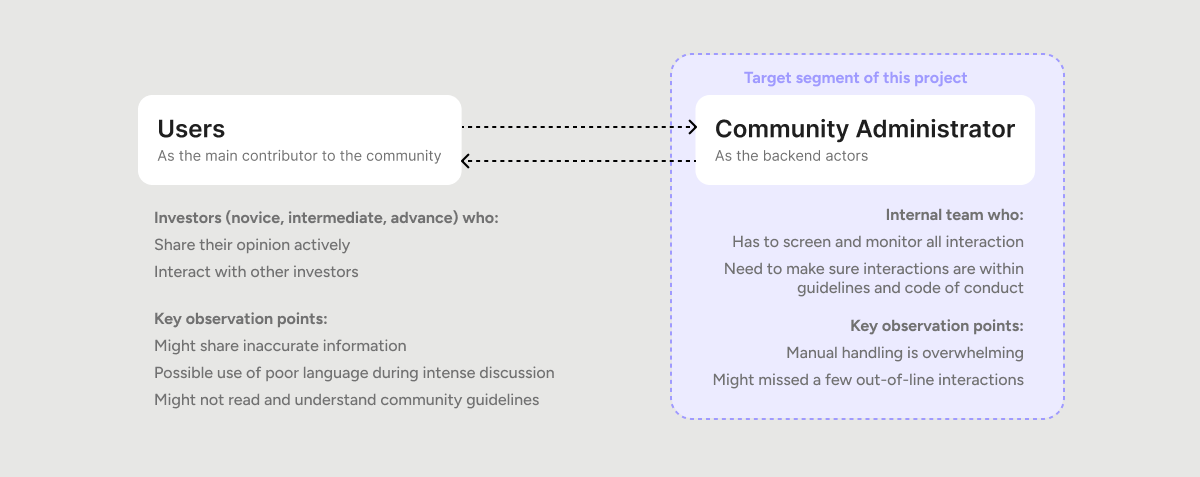 Users
As the main contributor to the community
Investors (novice, intermediate, advance) who:
Share their opinion actively
Interact with other investors
Key observation points:
Might share inaccurate information
Possible use of poor language during intense discussion
Might not read and understand community guidelines
Target segment of this project
Community Administrator
As the backend actors
Internal team who:
Has to screen and monitor all interaction
Need to make sure interactions are within
guidelines and code of conduct
Key observation points:
Manual handling is overwhelming
Might missed a few out-of-line interactions